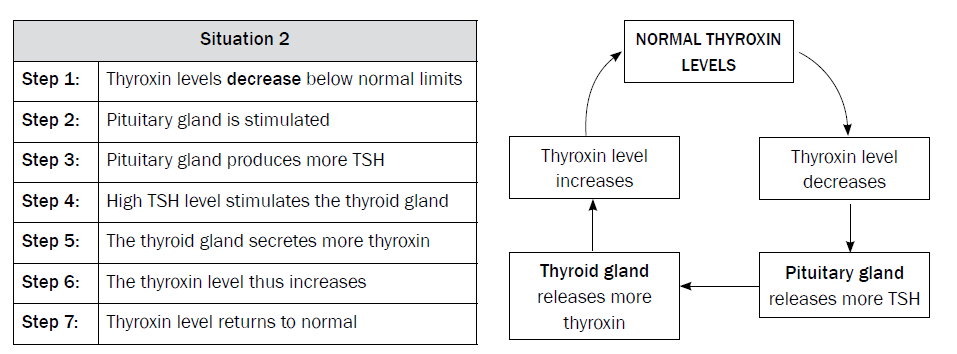 Situation 2
Step 1: Thyroxin levels decrease below normal limits
Step 2: Pituitary gland is stimulated
Step 3: Pituitary gland produces more TSH
Step 4: High TSH level stimulates the thyroid gland
Step 5: The thyroid gland secretes more thyroxin
Step 6: The thyroxin level thus increases
Step 7: Thyroxin level returns to normal
NORMAL THYROXIN
LEVELS
Thyroxin level
decreases
Pituitary gland
releases more TSH
Thyroid gland
releases more
thyroxin
Thyroxin level
increases